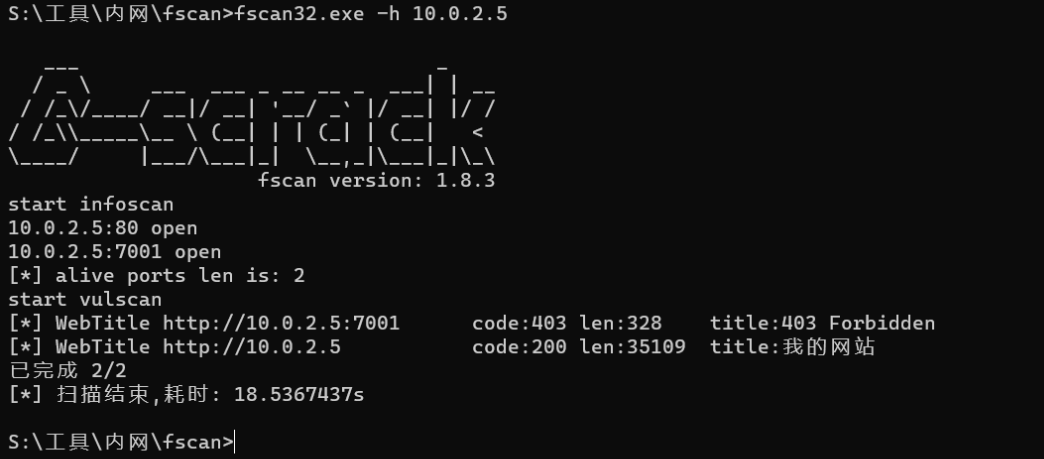 S:\工具\内网\fscan>fscan32.exe -h 10.0.2.5
   ___                              _
  / _ \     ___  ___ _ __ __ _  ___| | __
 / /_\/____/ __|/ __| '__/ _` |/ __| |/ /
/ /_\\_____\__ \ (__| | | (_| | (__|   <
\____/     |___/\___|_|  \__,_|\___|_|\_\
                     fscan version: 1.8.3
start infoscan
10.0.2.5:80 open
10.0.2.5:7001 open
[*] alive ports len is: 2
start vulscan
[*] WebTitle http://10.0.2.5:7001      code:403 len:328    title:403 Forbidden
[*] WebTitle http://10.0.2.5           code:200 len:35109  title:我的网站
已完成 2/2
[*] 扫描结束,耗时: 18.5367437s
S:\工具\内网\fscan>